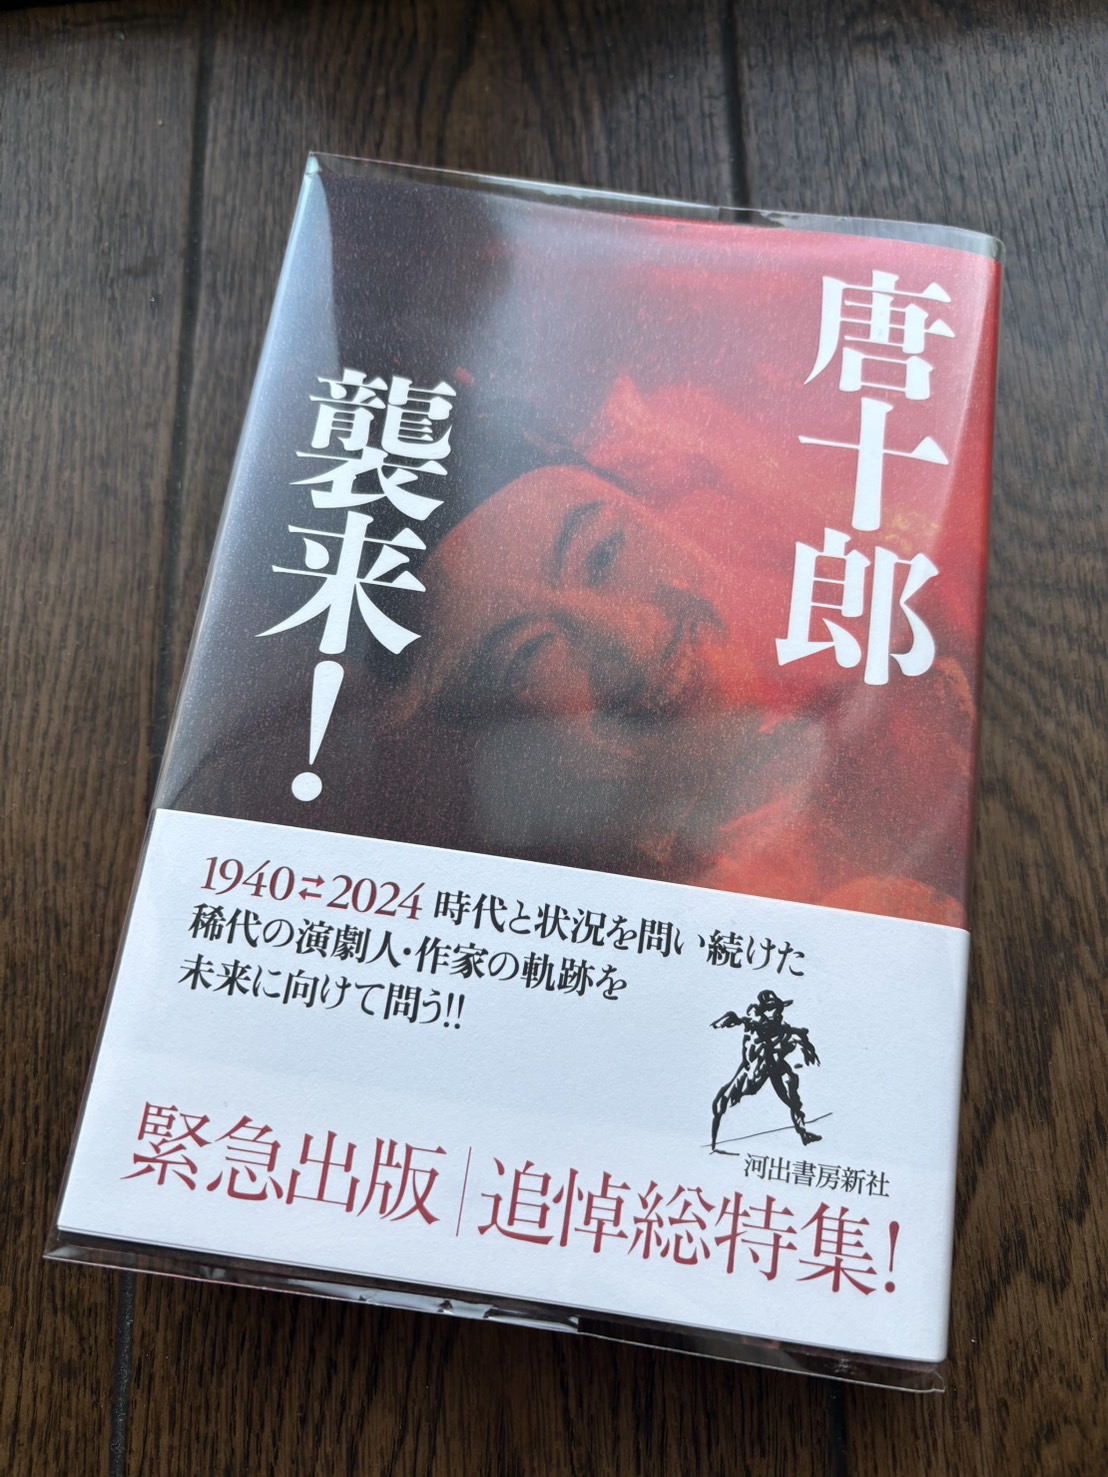 唐十郎
襲来！
1940⇄2024 時代と状況を問い続けた
稀代の演劇人・作家の軌跡を
未来に向けて問う!!
河出書房新社
緊急出版｜追悼総特集！